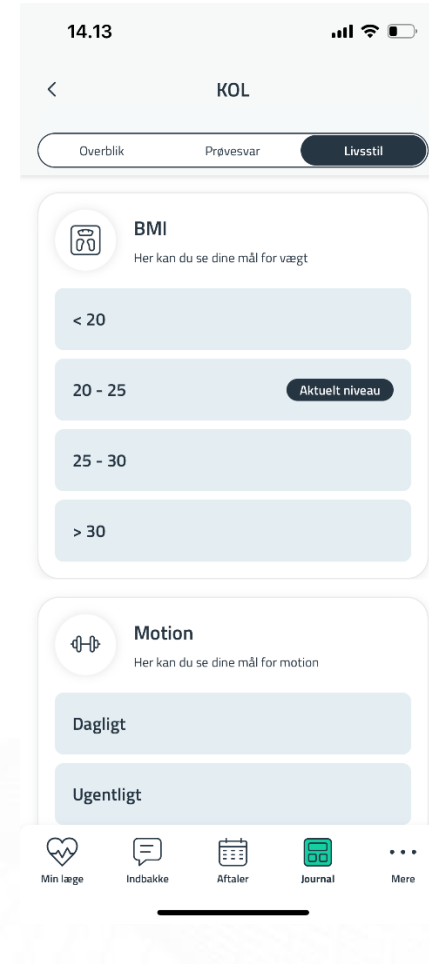 14.13
KOL
Overblik Prøvesvar Livsstil
BMI
Her kan du se dine mål for vægt
< 20
20 - 25 Aktuelt niveau
25 - 30
> 30
Motion
Her kan du se dine mål for motion
Dagligt
Ugentligt
Min læge Indbakke Aftaler Journal Mere